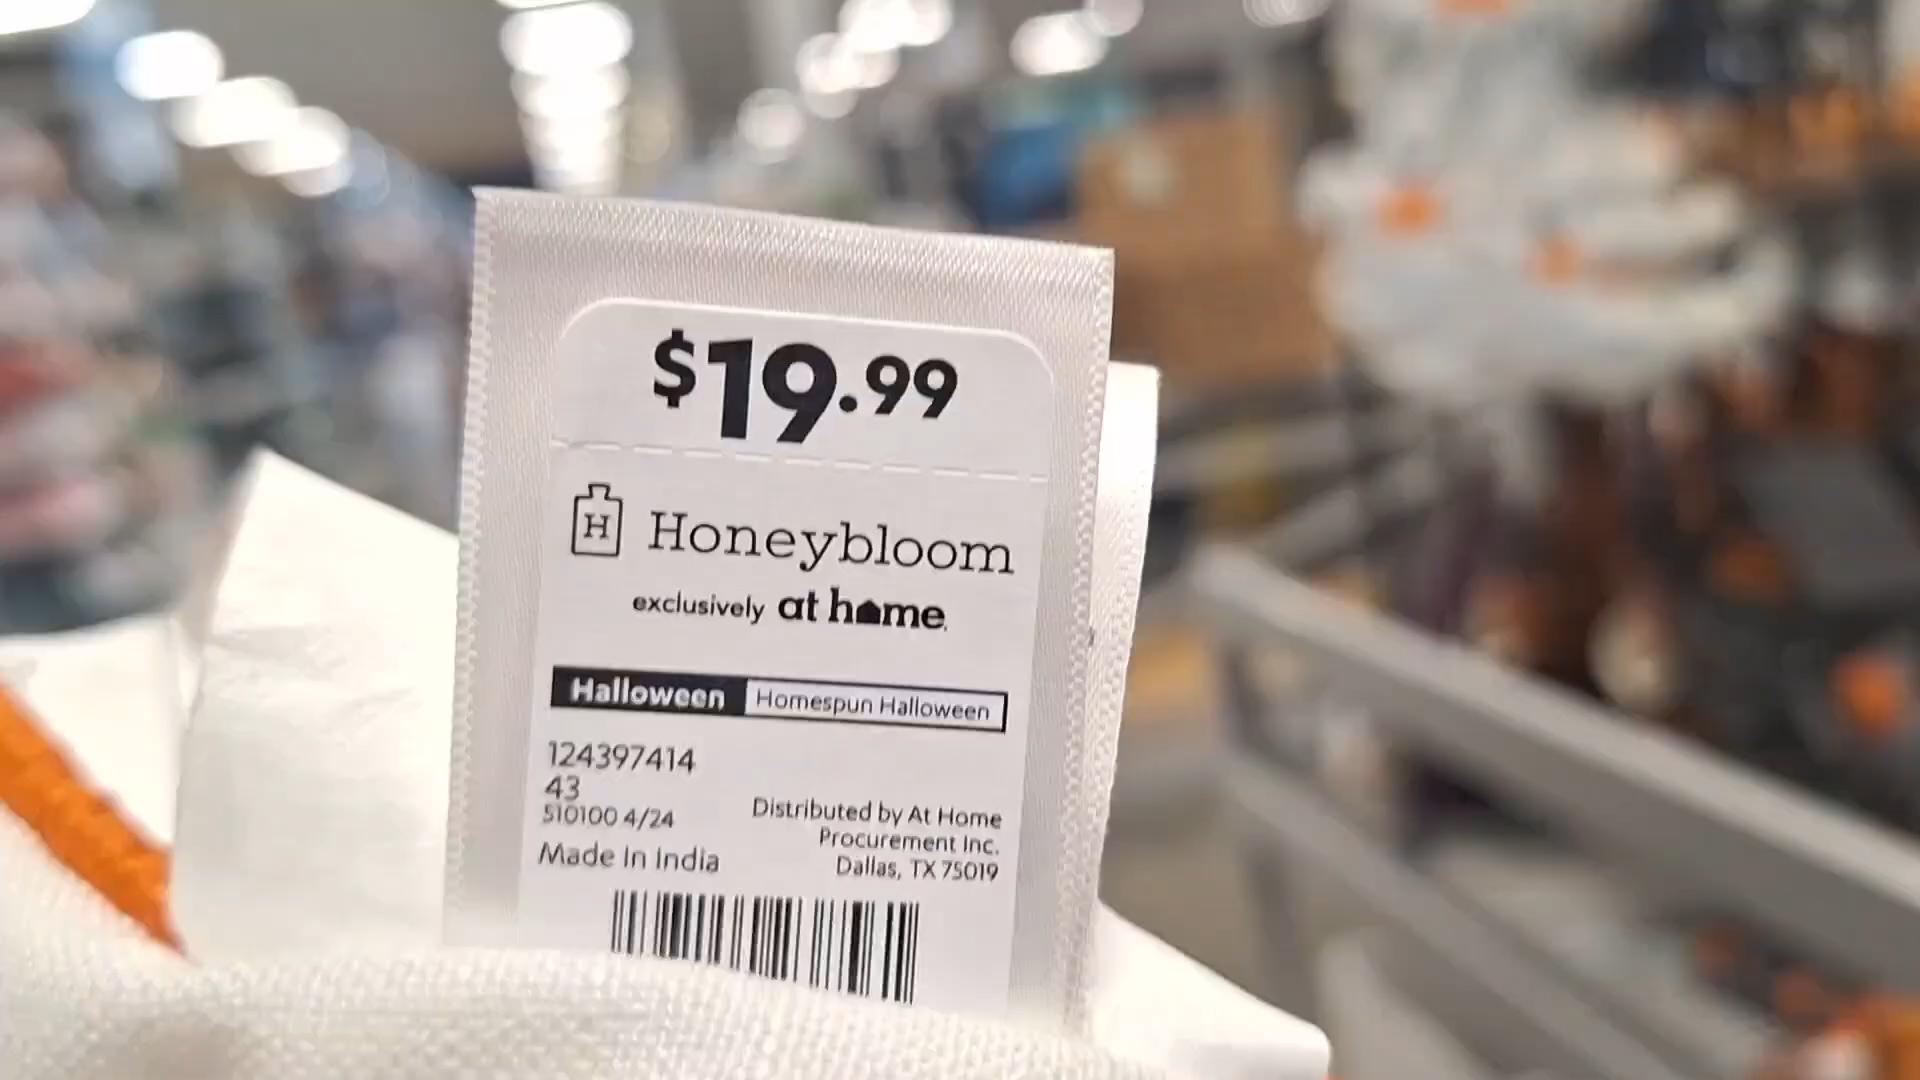 $19.99
H Honeybloom
exclusively at home.
Halloween Homespun Halloween
124397414
43
510100 4/24
Made in India
Distributed by At Home
Procurement Inc.
Dallas, TX 75019